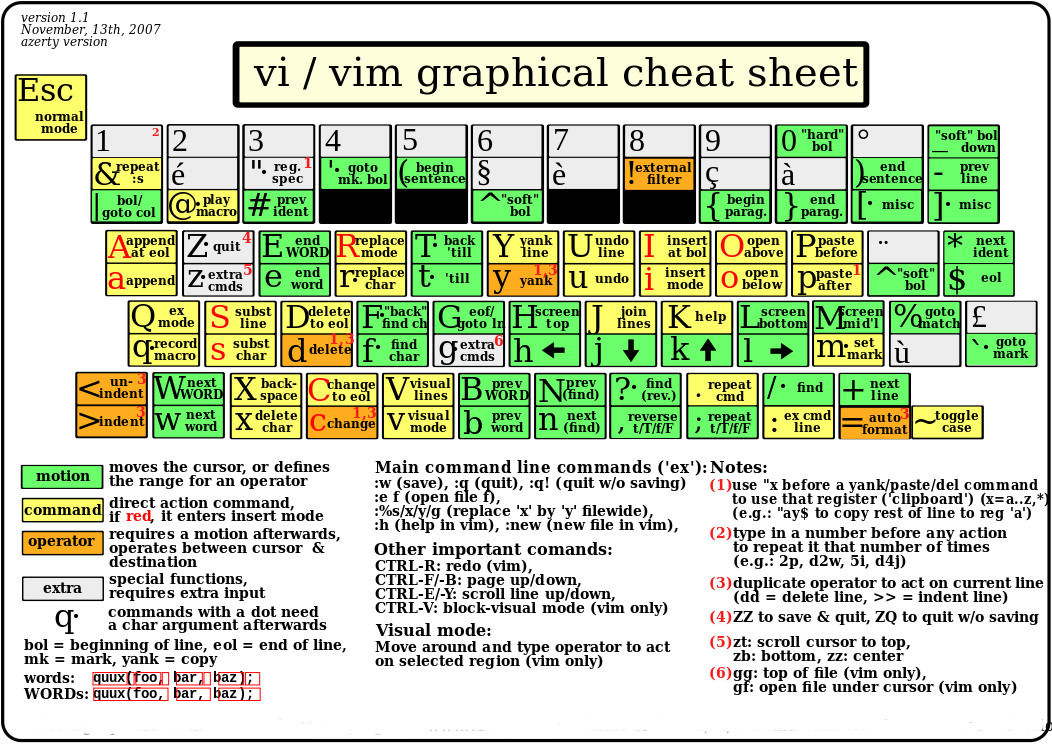 version 1.1
November, 13th, 2007
azerty version
vi / vim graphical cheat sheet
Esc
normal
mode
1 2
& repeat
:s
| bol/
goto col
2
é
@· play
macro
3
"· reg. 1
spec
# prev
ident
4
'· goto
mk. bol
5
( begin
sentence
6
§
^ "soft"
bol
7
è
8
! external
filter
9
ç
{ begin
parag.
0 "hard"
bol
à
} end
parag.
°
) end
sentence
[· misc
_ "soft" bol
down
- prev
line
]· misc
A append
at eol
a append
Z· quit 4
z· extra 5
cmds
E end
WORD
e end
word
R replace
mode
r· replace
char
T· back
'till
t· 'till
Y yank
line
y 1,3
yank
U undo
line
u undo
I insert
at bol
i insert
mode
O open
above
o open
below
P paste
before
p paste 1
after
¨
^ "soft"
bol
* next
ident
$ eol
Q ex
mode
q· record
macro
S subst
line
s subst
char
D delete
to eol
d 1,3
delete
F· "back"
find ch
f· find
char
G eof/
goto ln
g· extra 6
cmds
H screen
top
h
J join
lines
j
K help
k
L screen
bottom
l
M screen
mid'l
m· set
mark
% goto
match
ù
£
`· goto
mark
< un- 3
indent
> indent 3
W next
WORD
w next
word
X back-
space
x delete
char
C change
to eol
c 1,3
change
V visual
lines
v visual
mode
B prev
WORD
b prev
word
N prev
(find)
n next
(find)
?· find
(rev.)
, reverse
t/T/f/F
. repeat
cmd
; repeat
t/T/f/F
/· find
: ex cmd
line
+ next
line
= auto 3
format
~ toggle
case
motion moves the cursor, or defines
the range for an operator
command direct action command,
if red, it enters insert mode
operator requires a motion afterwards,
operates between cursor &
destination
extra special functions,
requires extra input
q· commands with a dot need
a char argument afterwards
bol = beginning of line, eol = end of line,
mk = mark, yank = copy
words: quux(foo, bar, baz);
WORDs: quux(foo, bar, baz);
Main command line commands ('ex'):
:w (save), :q (quit), :q! (quit w/o saving)
:e f (open file f),
:%s/x/y/g (replace 'x' by 'y' filewide),
:h (help in vim), :new (new file in vim),
Other important comands:
CTRL-R: redo (vim),
CTRL-F/-B: page up/down,
CTRL-E/-Y: scroll line up/down,
CTRL-V: block-visual mode (vim only)
Visual mode:
Move around and type operator to act
on selected region (vim only)
Notes:
(1) use "x before a yank/paste/del command
to use that register ('clipboard') (x=a..z,*)
(e.g.: "ay$ to copy rest of line to reg 'a')
(2) type in a number before any action
to repeat it that number of times
(e.g.: 2p, d2w, 5i, d4j)
(3) duplicate operator to act on current line
(dd = delete line, >> = indent line)
(4) ZZ to save & quit, ZQ to quit w/o saving
(5) zt: scroll cursor to top,
zb: bottom, zz: center
(6) gg: top of file (vim only),
gf: open file under cursor (vim only)